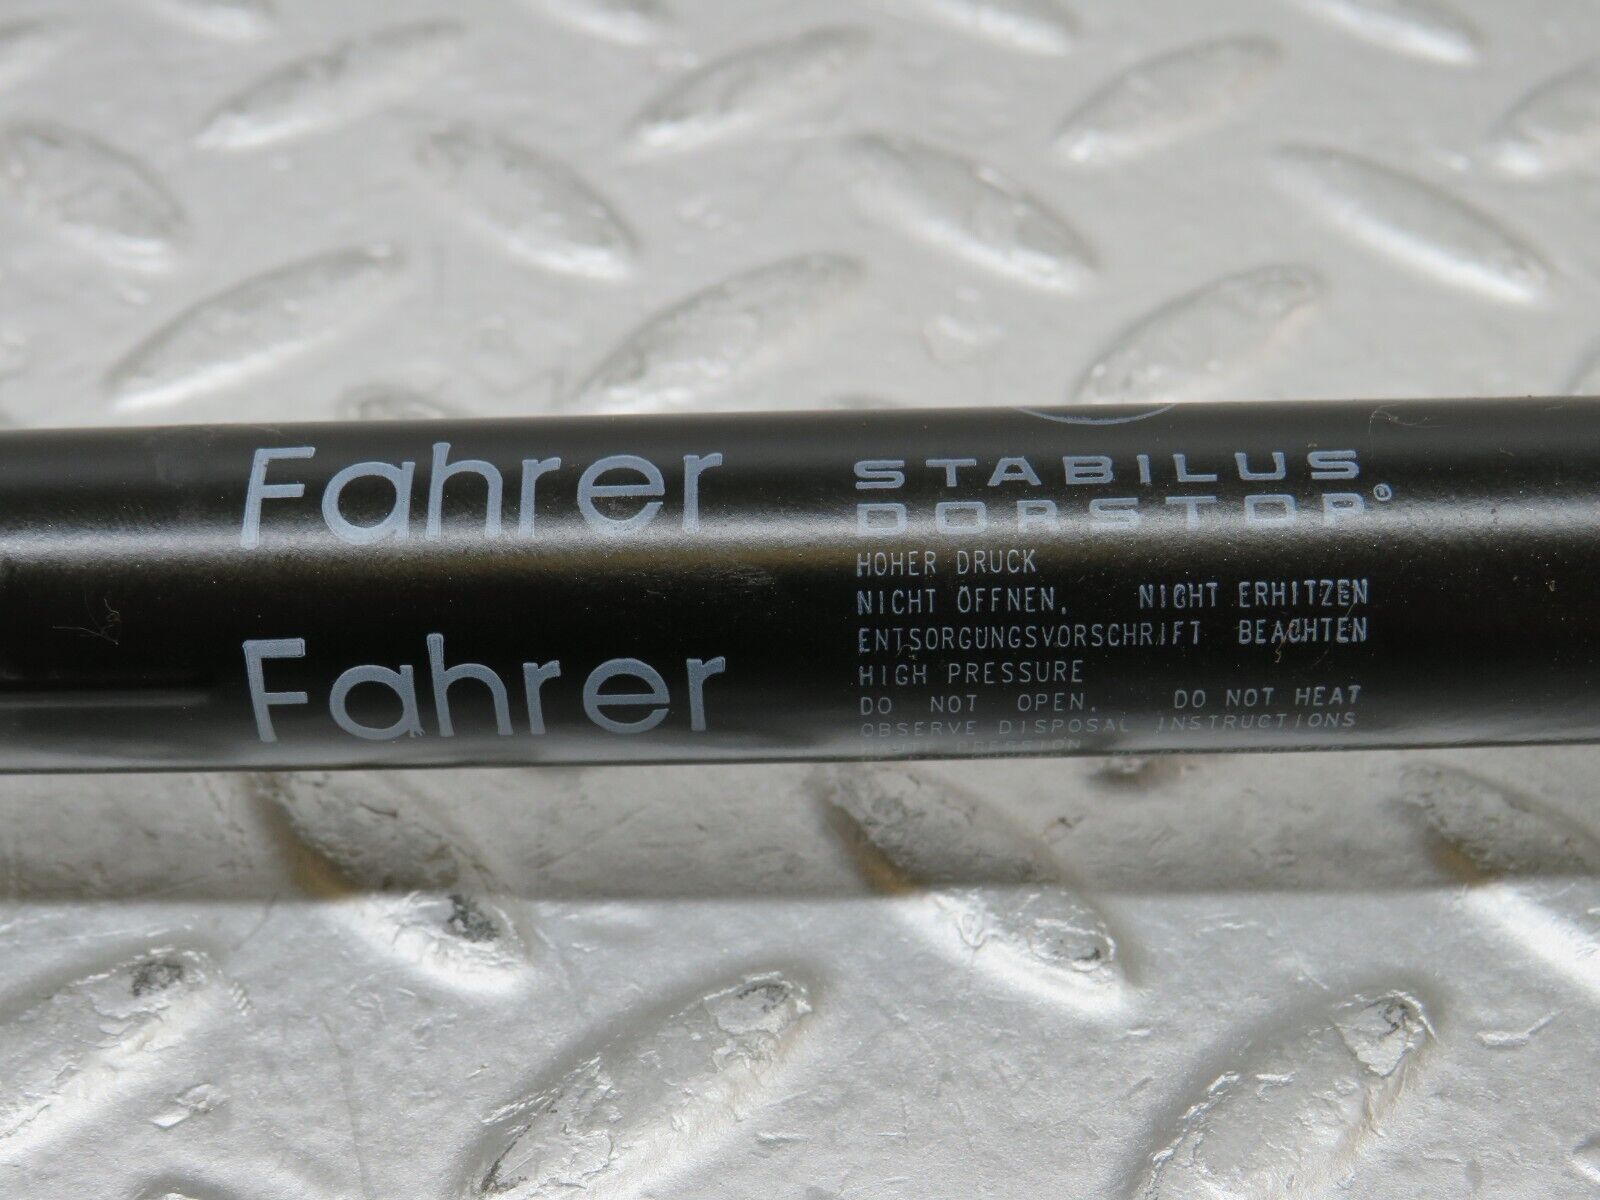 Fahrer
Fahrer
STABILUS
DORSTOP®
HOHER DRUCK
NICHT ÖFFNEN. NICHT ERHITZEN
ENTSORGUNGSVORSCHRIFT BEACHTEN
HIGH PRESSURE
DO NOT OPEN. DO NOT HEAT
OBSERVE DISPOSAL INSTRUCTIONS
PRESSION